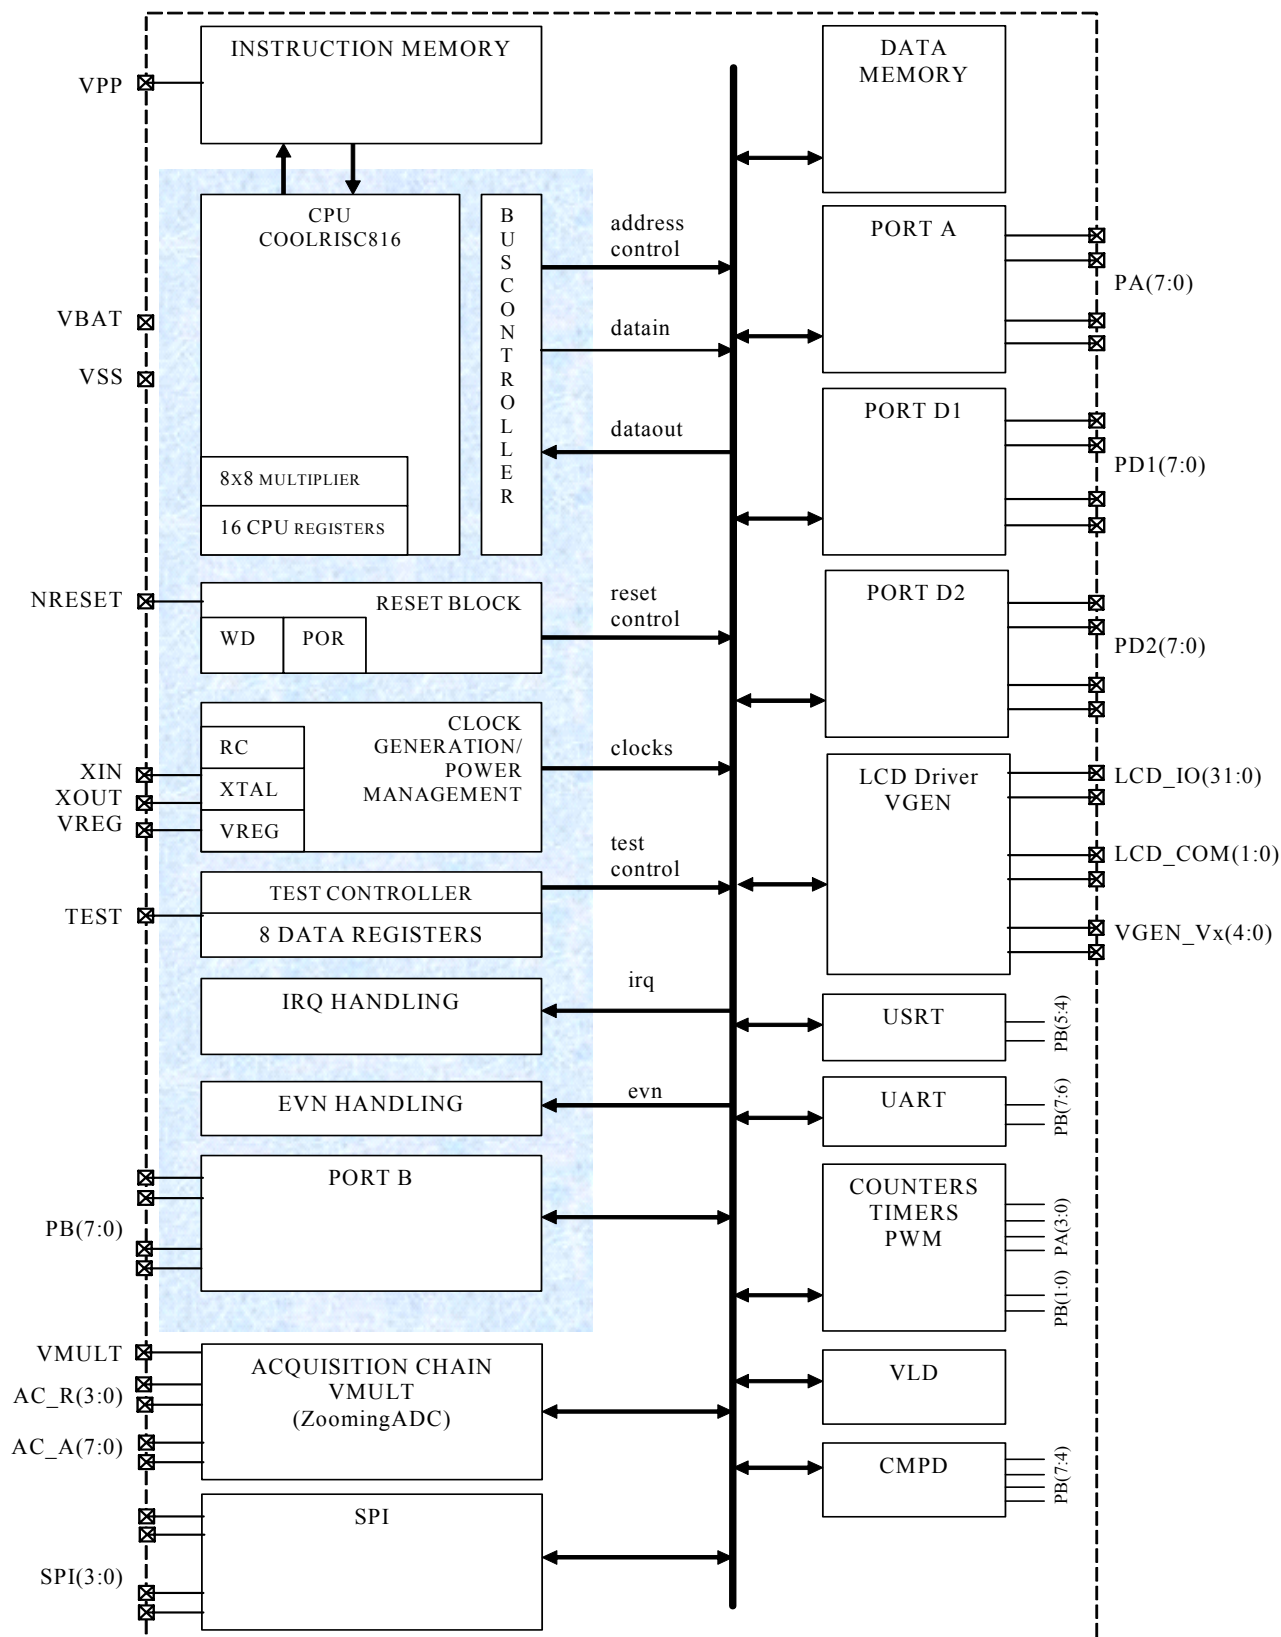 INSTRUCTION MEMORY
VPP
CPU
COOLRISC816
8x8 MULTIPLIER
16 CPU REGISTERS
BUSCONTROLLER
VBAT
VSS
address
control
datain
dataout
NRESET
RESET BLOCK
WD
POR
reset
control
CLOCK
GENERATION/
POWER
MANAGEMENT
RC
XTAL
VREG
XIN
XOUT
VREG
clocks
test
control
TEST
TEST CONTROLLER
8 DATA REGISTERS
IRQ HANDLING
irq
EVN HANDLING
evn
PORT B
PB(7:0)
VMULT
AC_R(3:0)
AC_A(7:0)
ACQUISITION CHAIN
VMULT
(ZoomingADC)
SPI
SPI(3:0)
DATA
MEMORY
PORT A
PA(7:0)
PORT D1
PD1(7:0)
PORT D2
PD2(7:0)
LCD Driver
VGEN
LCD_IO(31:0)
LCD_COM(1:0)
VGEN_Vx(4:0)
USRT
PB(5:4)
UART
PB(7:6)
COUNTERS
TIMERS
PWM
PA(3:0)
PB(1:0)
VLD
CMPD
PB(7:4)